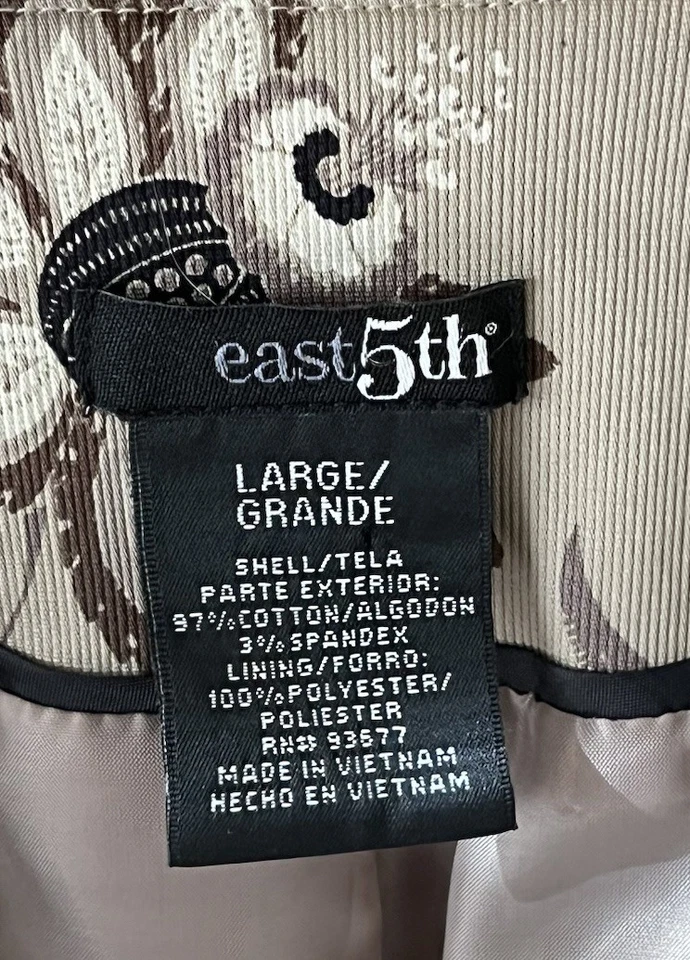 east5th®
LARGE/
GRANDE
SHELL/TELA
PARTE EXTERIOR:
97%COTTON/ALGODON
3%SPANDEX
LINING/FORRO:
100%POLYESTER/
POLIESTER
RN# 93677
MADE IN VIETNAM
HECHO EN VIETNAM